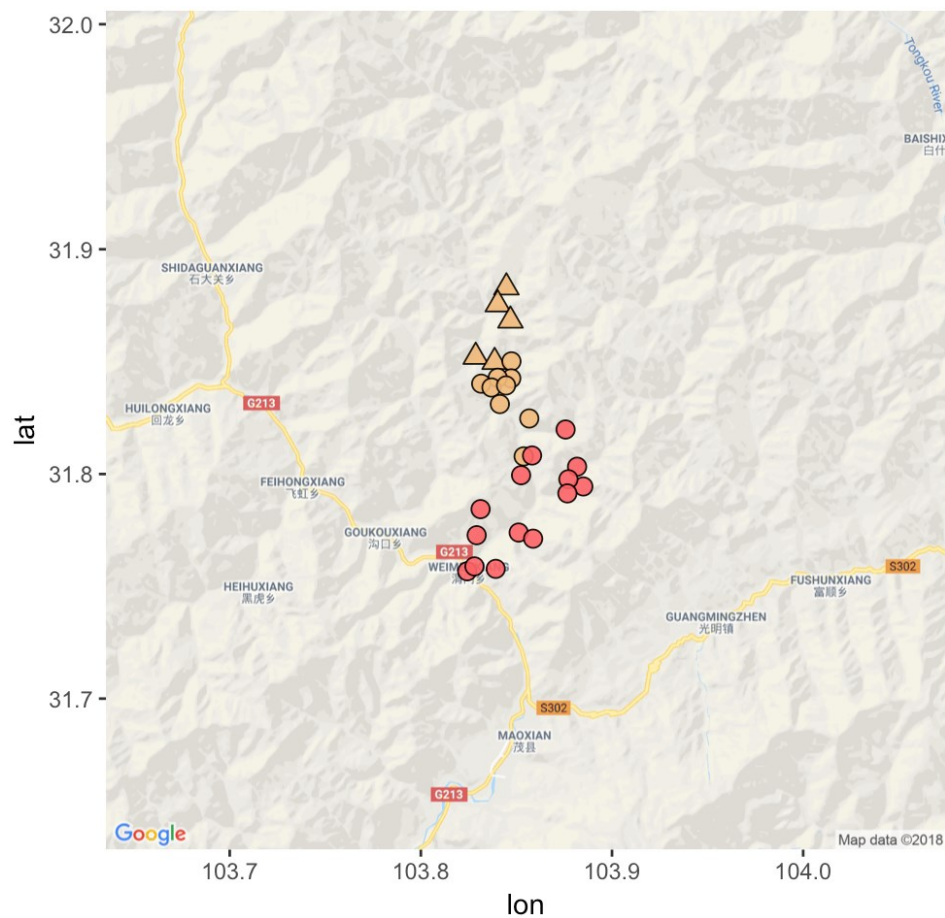 32.0
Tongkou River
BAISHIX
白什
31.9
SHIDAGUANXIANG
石大关乡
G213
HUILONGXIANG
回龙乡
31.8
FEIHONGXIANG
飞虹乡
GOUKOUXIANG
沟口乡
G213
lat
S302
HEIHUXIANG
黑虎乡
FUSHUNXIANG
富顺乡
GUANGMINGZHEN
光明镇
31.7
S302
MAOXIAN
茂县
G213
Google
Map data ©2018
103.7
103.8
103.9
104.0
lon